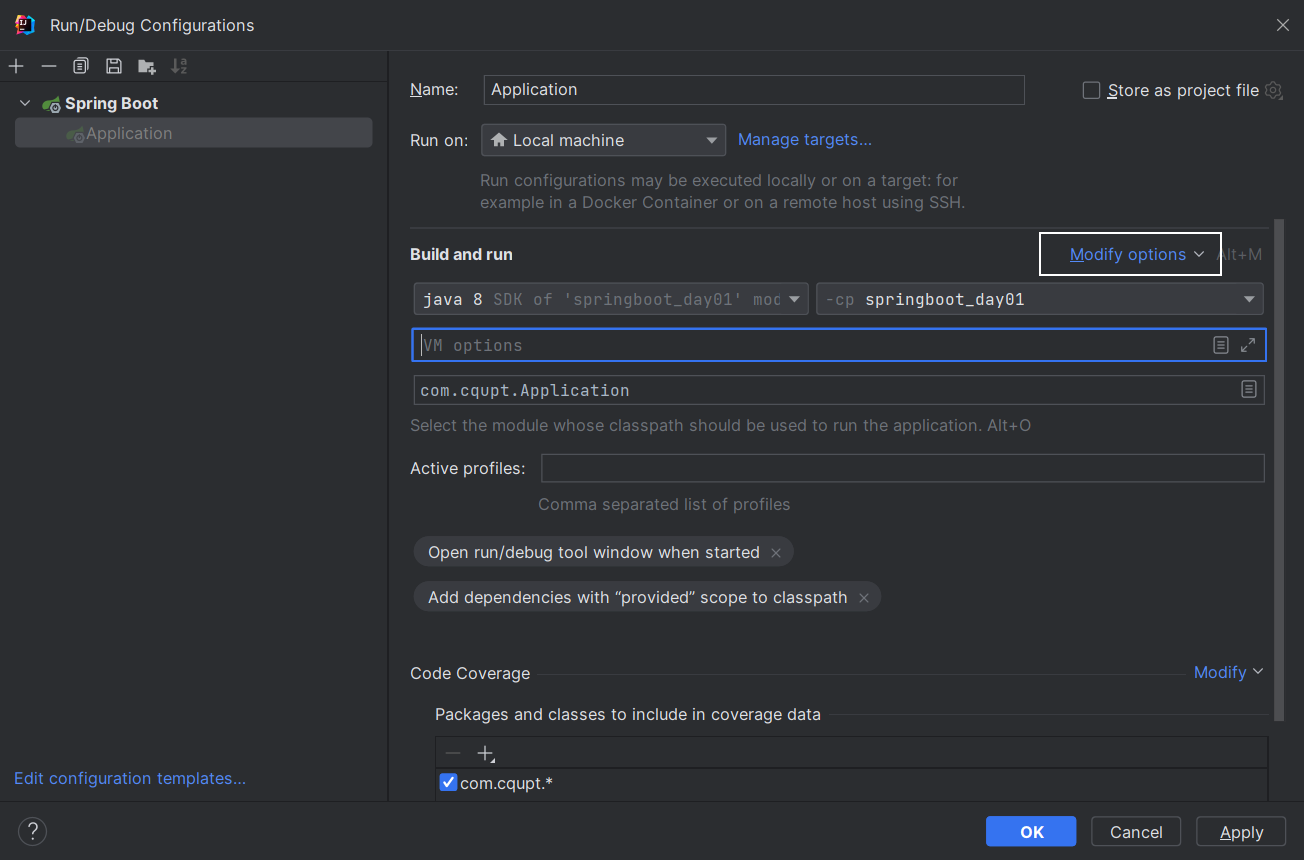 Run/Debug Configurations
Spring Boot
Application
Edit configuration templates...
Name: Application
Store as project file
Run on: Local machine Manage targets...
Run configurations may be executed locally or on a target: for
example in a Docker Container or on a remote host using SSH.
Build and run Modify options Alt+M
java 8 SDK of 'springboot_day01' moc -cp springboot_day01
VM options
com.cqupt.Application
Select the module whose classpath should be used to run the application. Alt+O
Active profiles:
Comma separated list of profiles
Open run/debug tool window when started
Add dependencies with “provided” scope to classpath
Code Coverage Modify
Packages and classes to include in coverage data
com.cqupt.*
?
OK Cancel Apply